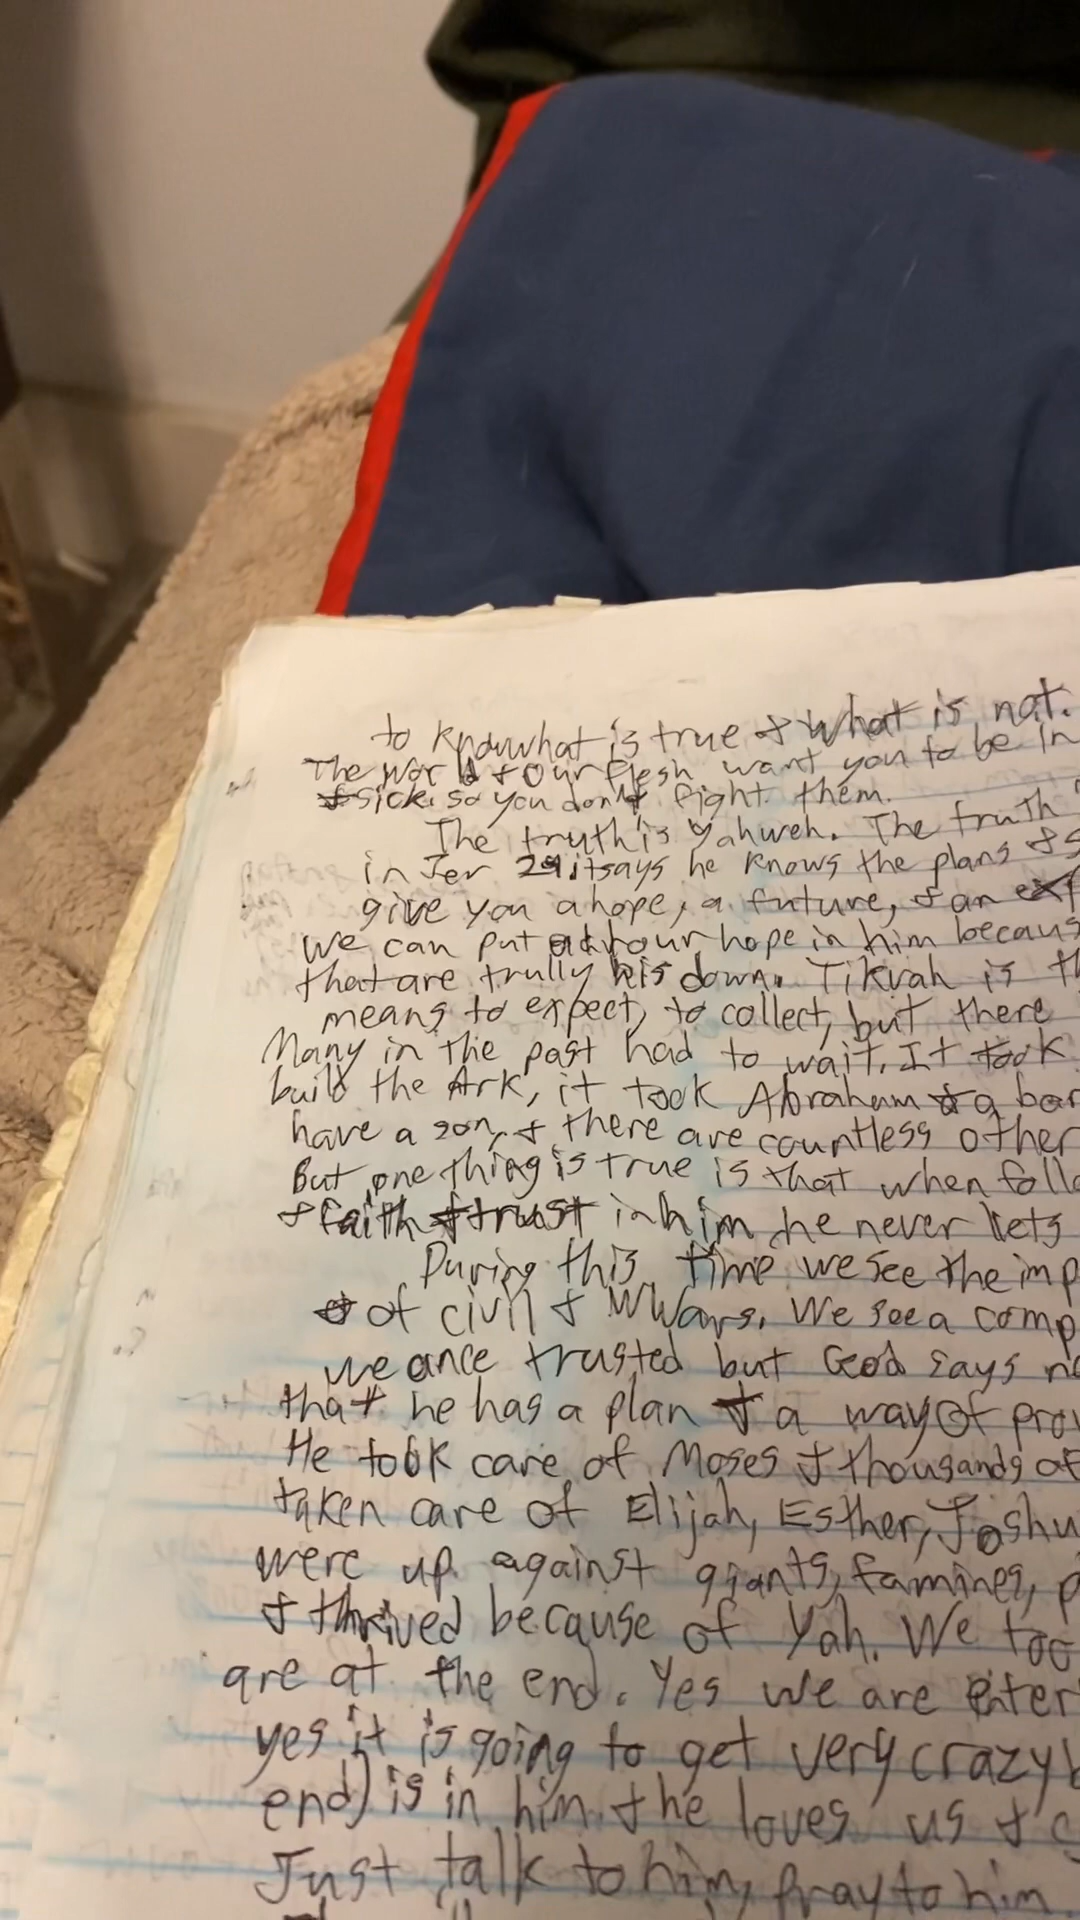 to know what is true & what is not.
The world & our flesh want you to be in
& sick so you don't fight them.
The truth is Yahweh. The truth
in Jer 29 it says he knows the plans &
give you a hope, a future, & an
we can put our hope in him becaus
that are trully his down. Tikvah is th
means to expect, to collect, but there
Many in the past had to wait. It took
build the Ark, it took Abraham & a bar
have a son, & there are countless other
But one thing is true is that when follo
& faith & trust in him he never lets
During this time we see the imp
of civil & WWars. We see a comp
we once trusted but God says no
that he has a plan & a way of prov
He took care of Moses & thousands of
taken care of Elijah, Esther, Joshu
were up against giants, famines, p
& thrived because of Yah. We too
are at the end. Yes we are enter
yes it is going to get very crazy b
end) is in him & he loves us & c
Just talk to him, pray to him